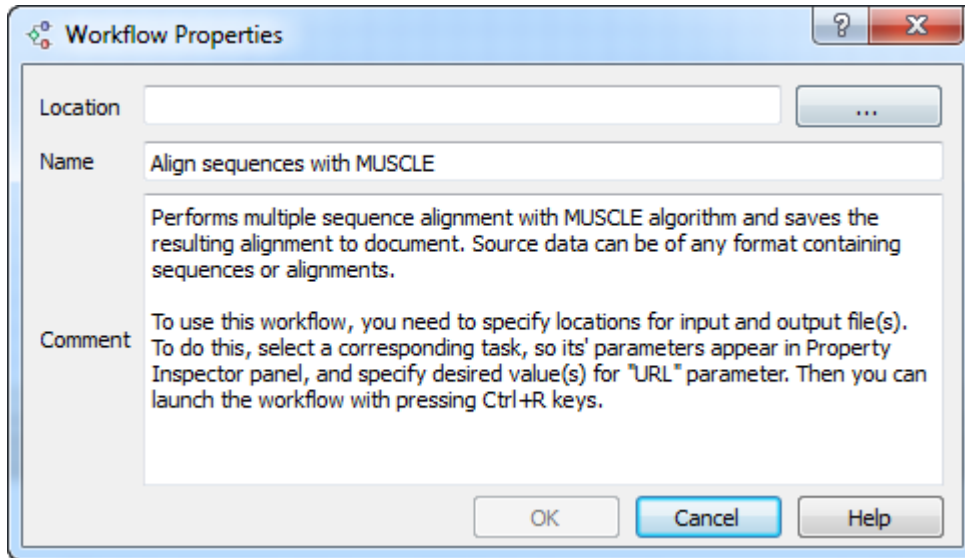 Workflow Properties
Location
...
Name
Align sequences with MUSCLE
Comment
Performs multiple sequence alignment with MUSCLE algorithm and saves the
resulting alignment to document. Source data can be of any format containing
sequences or alignments.
To use this workflow, you need to specify locations for input and output file(s).
To do this, select a corresponding task, so its' parameters appear in Property
Inspector panel, and specify desired value(s) for "URL" parameter. Then you can
launch the workflow with pressing Ctrl+R keys.
OK
Cancel
Help